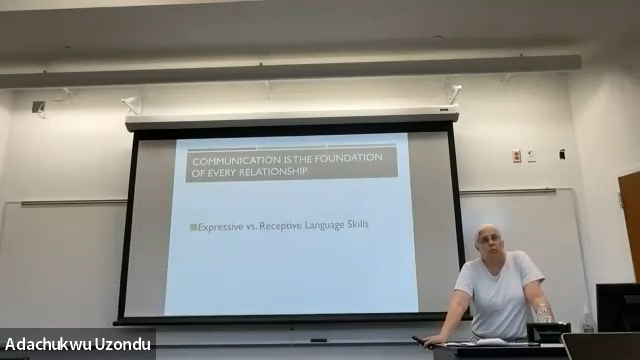 COMMUNICATION IS THE FOUNDATION
OF EVERY RELATIONSHIP
Expressive vs. Receptive Language Skills
Adachukwu Uzondu